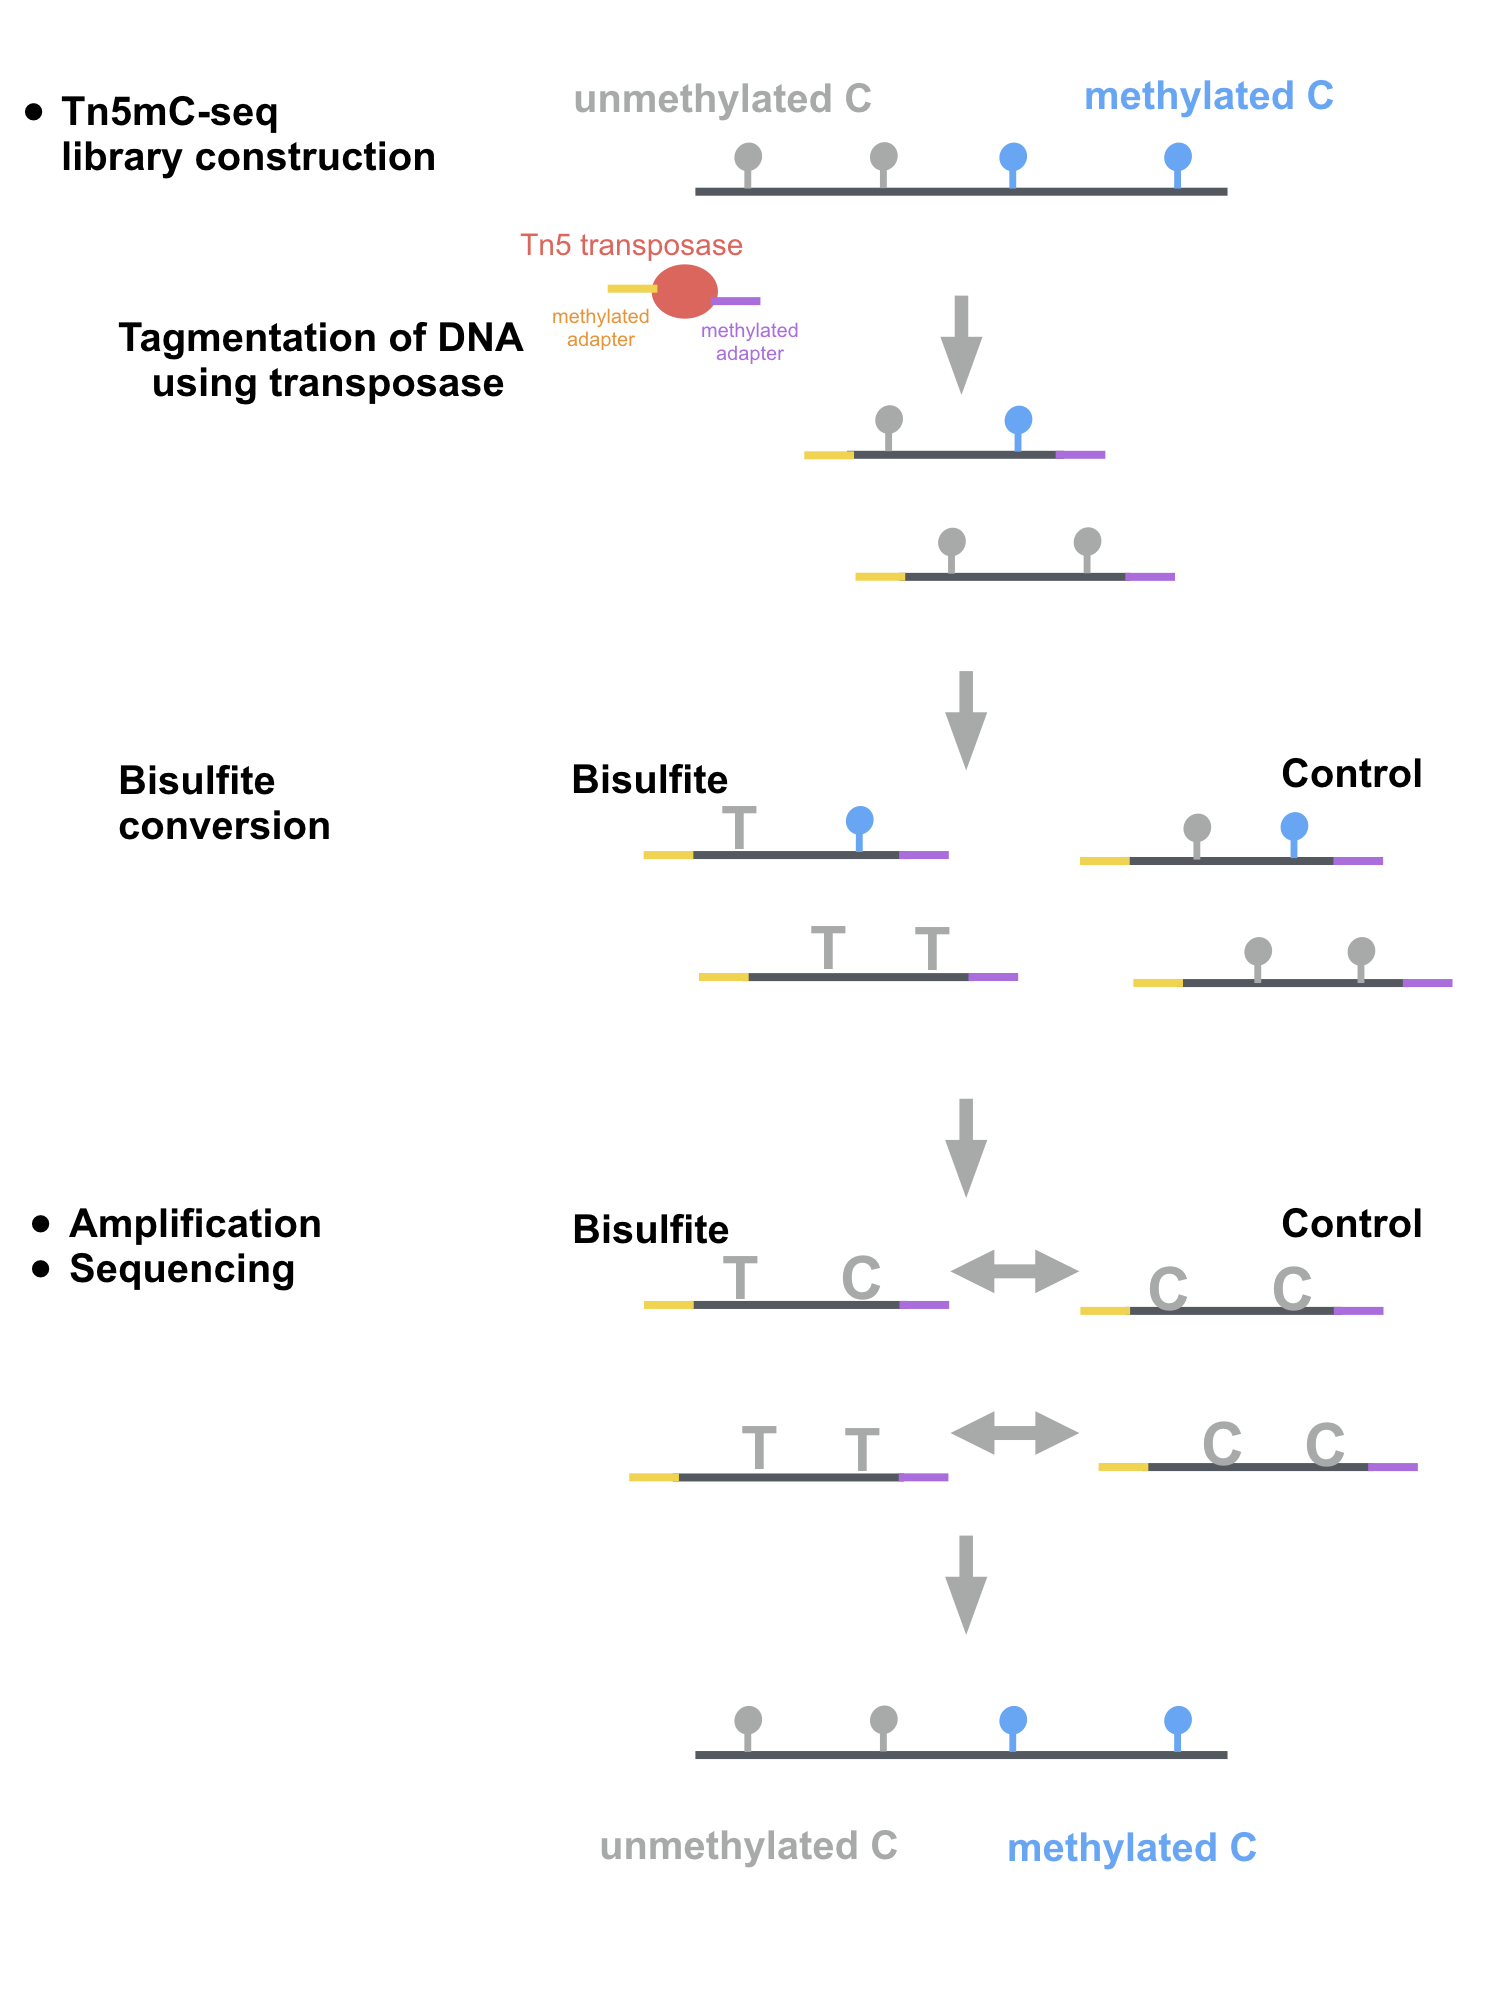 ● Tn5mC-seq
library construction
unmethylated C
methylated C
Tn5 transposase
methylated
adapter
methylated
adapter
Tagmentation of DNA
using transposase
Bisulfite
conversion
Bisulfite
Control
T
T T
● Amplification
● Sequencing
Bisulfite
Control
T C
C C
T T
C C
unmethylated C
methylated C